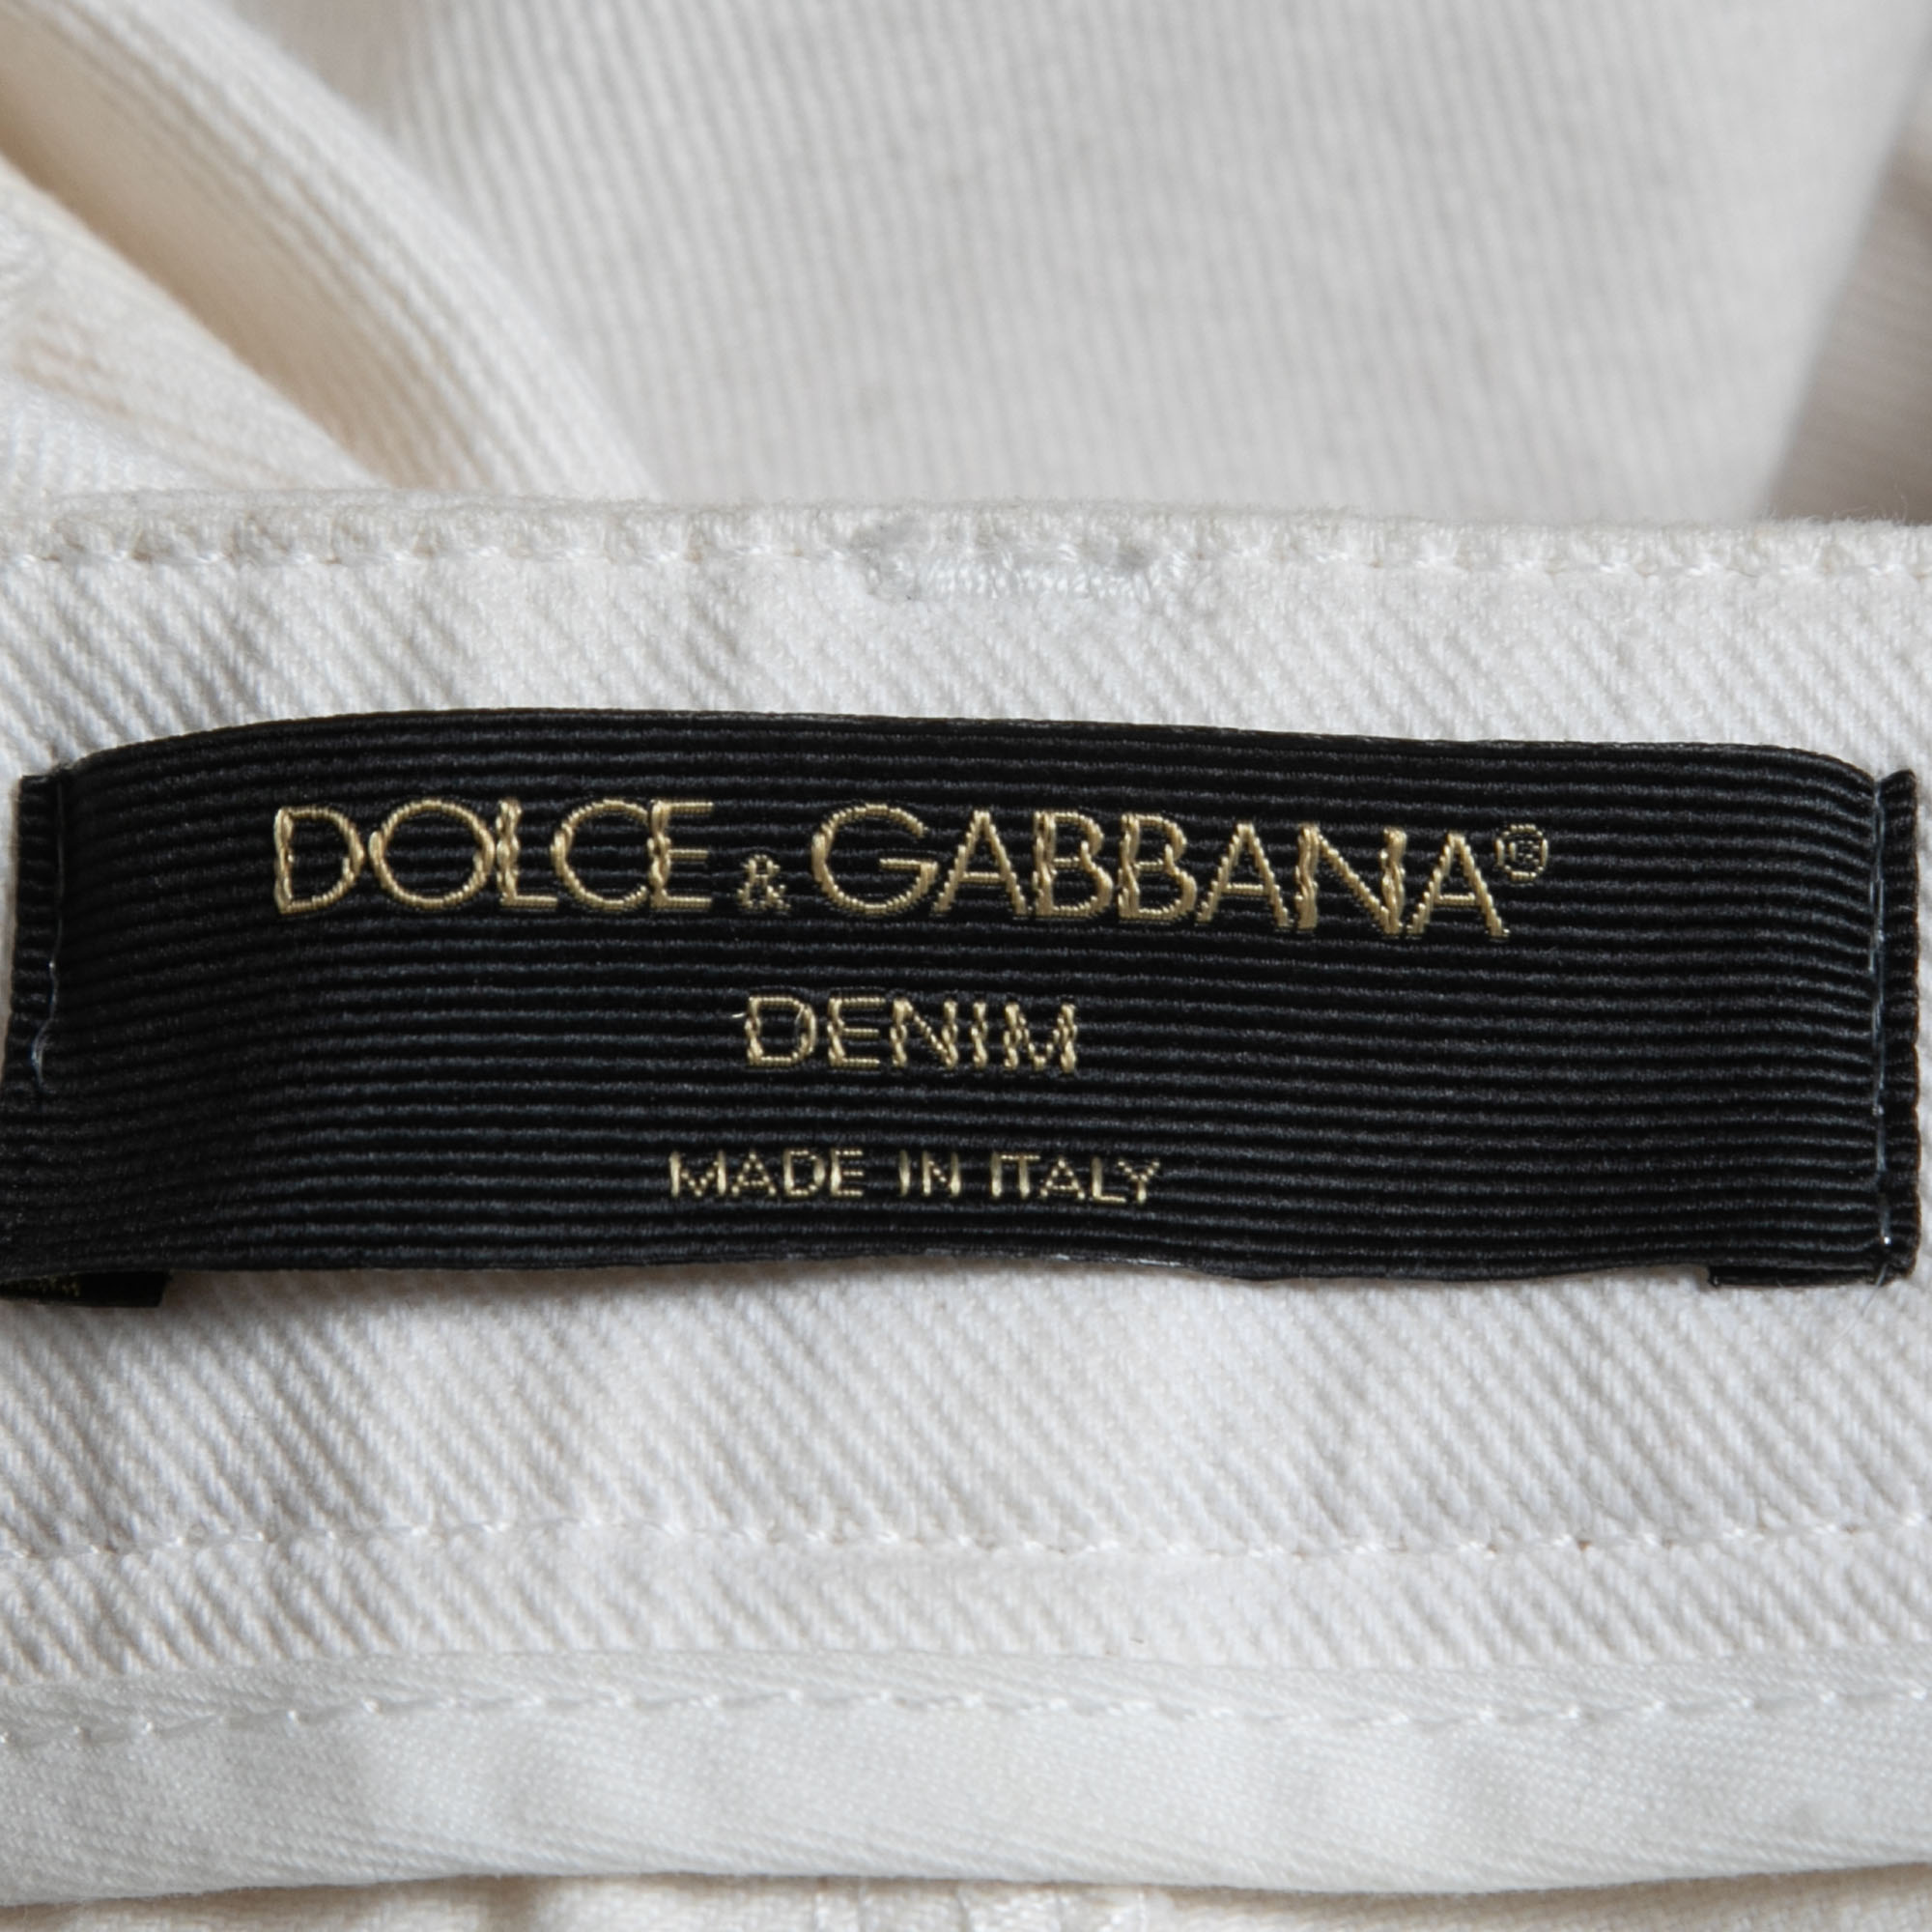 DOLCE & GABBANA®
DENIM
MADE IN ITALY